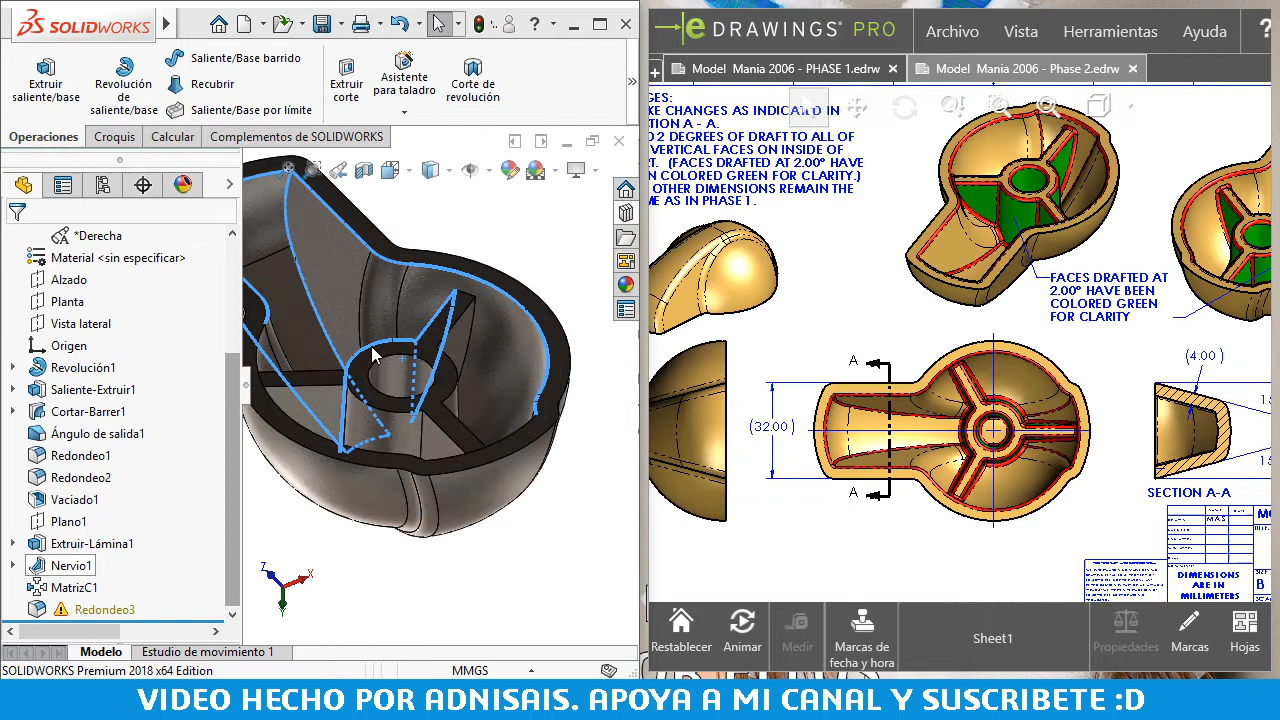 SOLIDWORKS
Extruir
saliente/base
Revolución
de
saliente/base
Saliente/Base barrido
Recubrir
Saliente/Base por límite
Extruir
corte
Asistente
para taladro
Corte de
revolución
Operaciones
Croquis
Calcular
Complementos de SOLIDWORKS
*Derecha
Material <sin especificar>
Alzado
Planta
Vista lateral
Origen
Revolución1
Saliente-Extruir1
Cortar-Barrer1
Ángulo de salida1
Redondeo1
Redondeo2
Vaciado1
Plano1
Extruir-Lámina1
Nervio1
MatrizC1
Redondeo3
Z
X
Y
Modelo
Estudio de movimiento 1
SOLIDWORKS Premium 2018 x64 Edition
MMGS
eDRAWINGS® PRO
Archivo
Vista
Herramientas
Ayuda
Model Mania 2006 - PHASE 1.edrw
Model Mania 2006 - Phase 2.edrw
GES:
KE CHANGES AS INDICATED IN
CTION A - A.
D 2 DEGREES OF DRAFT TO ALL OF
VERTICAL FACES ON INSIDE OF
RT. (FACES DRAFTED AT 2.00° HAVE
N COLORED GREEN FOR CLARITY.)
OTHER DIMENSIONS REMAIN THE
ME AS IN PHASE 1.
FACES DRAFTED AT
2.00° HAVE BEEN
COLORED GREEN
FOR CLARITY
A
(32.00 )
A
(4.00 )
SECTION A-A
DIMENSIONS
ARE IN
MILLIMETERS
B
Restablecer
Animar
Medir
Marcas de
fecha y hora
Sheet1
Propiedades
Marcas
Hojas
VIDEO HECHO POR ADNISAIS. APOYA A MI CANAL Y SUSCRIBETE :D